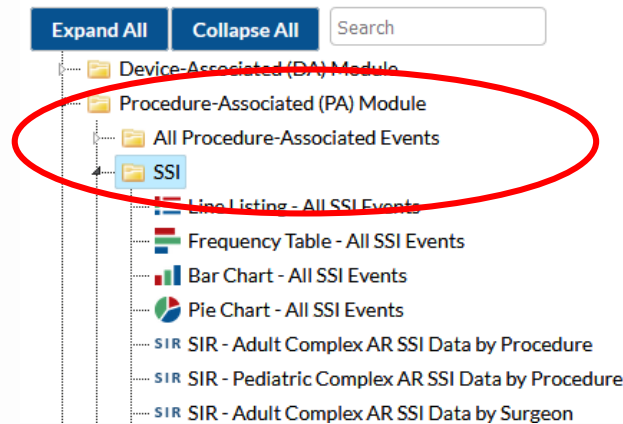 Expand All Collapse All Search
Device-Associated (DA) Module
Procedure-Associated (PA) Module
All Procedure-Associated Events
SSI
Line Listing - All SSI Events
Frequency Table - All SSI Events
Bar Chart - All SSI Events
Pie Chart - All SSI Events
SIR SIR - Adult Complex AR SSI Data by Procedure
SIR SIR - Pediatric Complex AR SSI Data by Procedure
SIR SIR - Adult Complex AR SSI Data by Surgeon